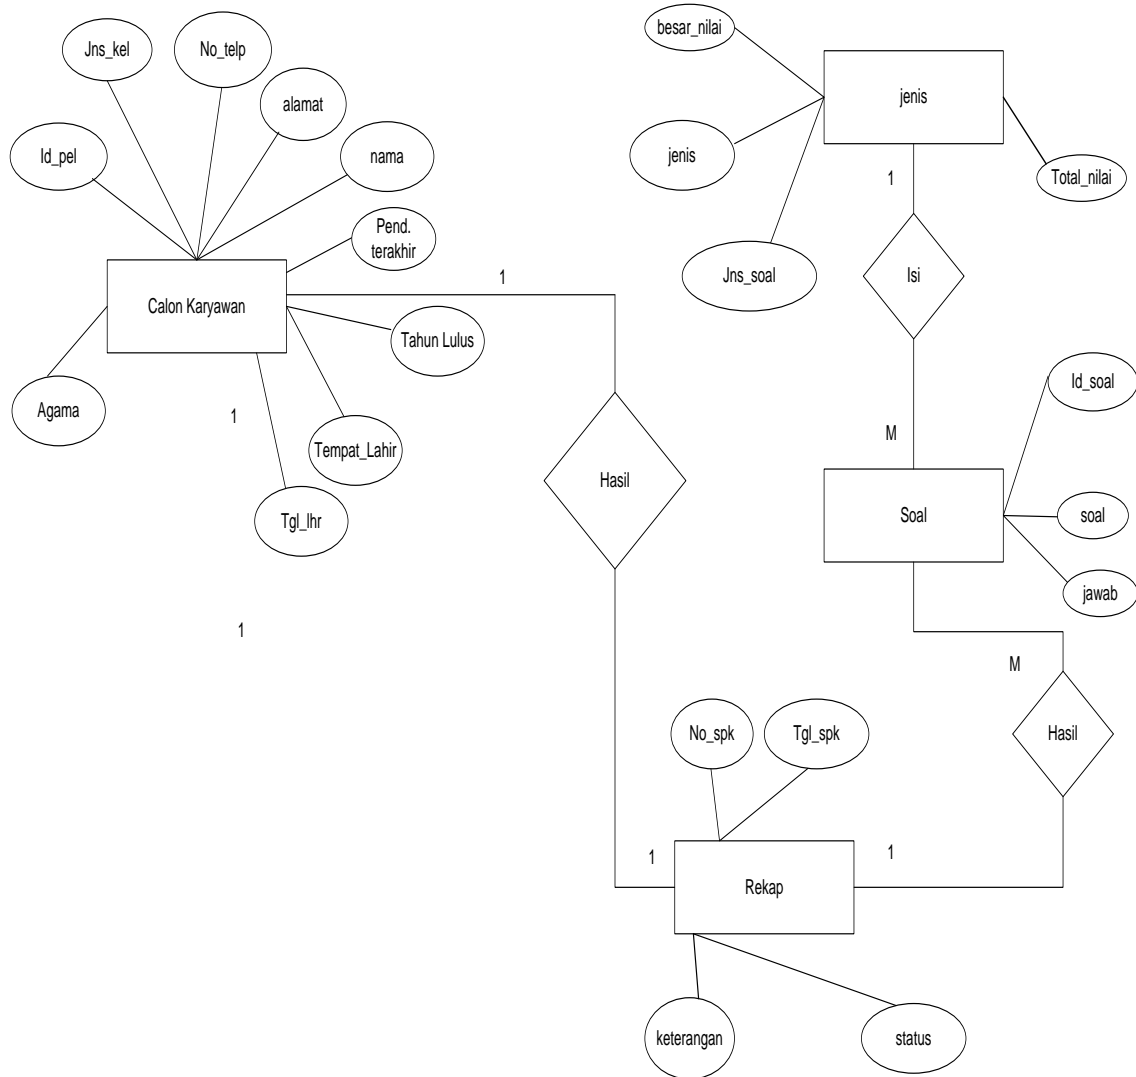 besar_nilai
Jns_kel
No_telp
alamat
jenis
jenis
Id_pel
nama
1
Total_nilai
Pend.
terakhir
Jns_soal
Isi
1
Calon Karyawan
Tahun Lulus
Id_soal
Agama
1
M
Tempat_Lahir
Hasil
Soal
soal
Tgl_lhr
jawab
1
M
No_spk
Tgl_spk
Hasil
1
1
Rekap
keterangan
status